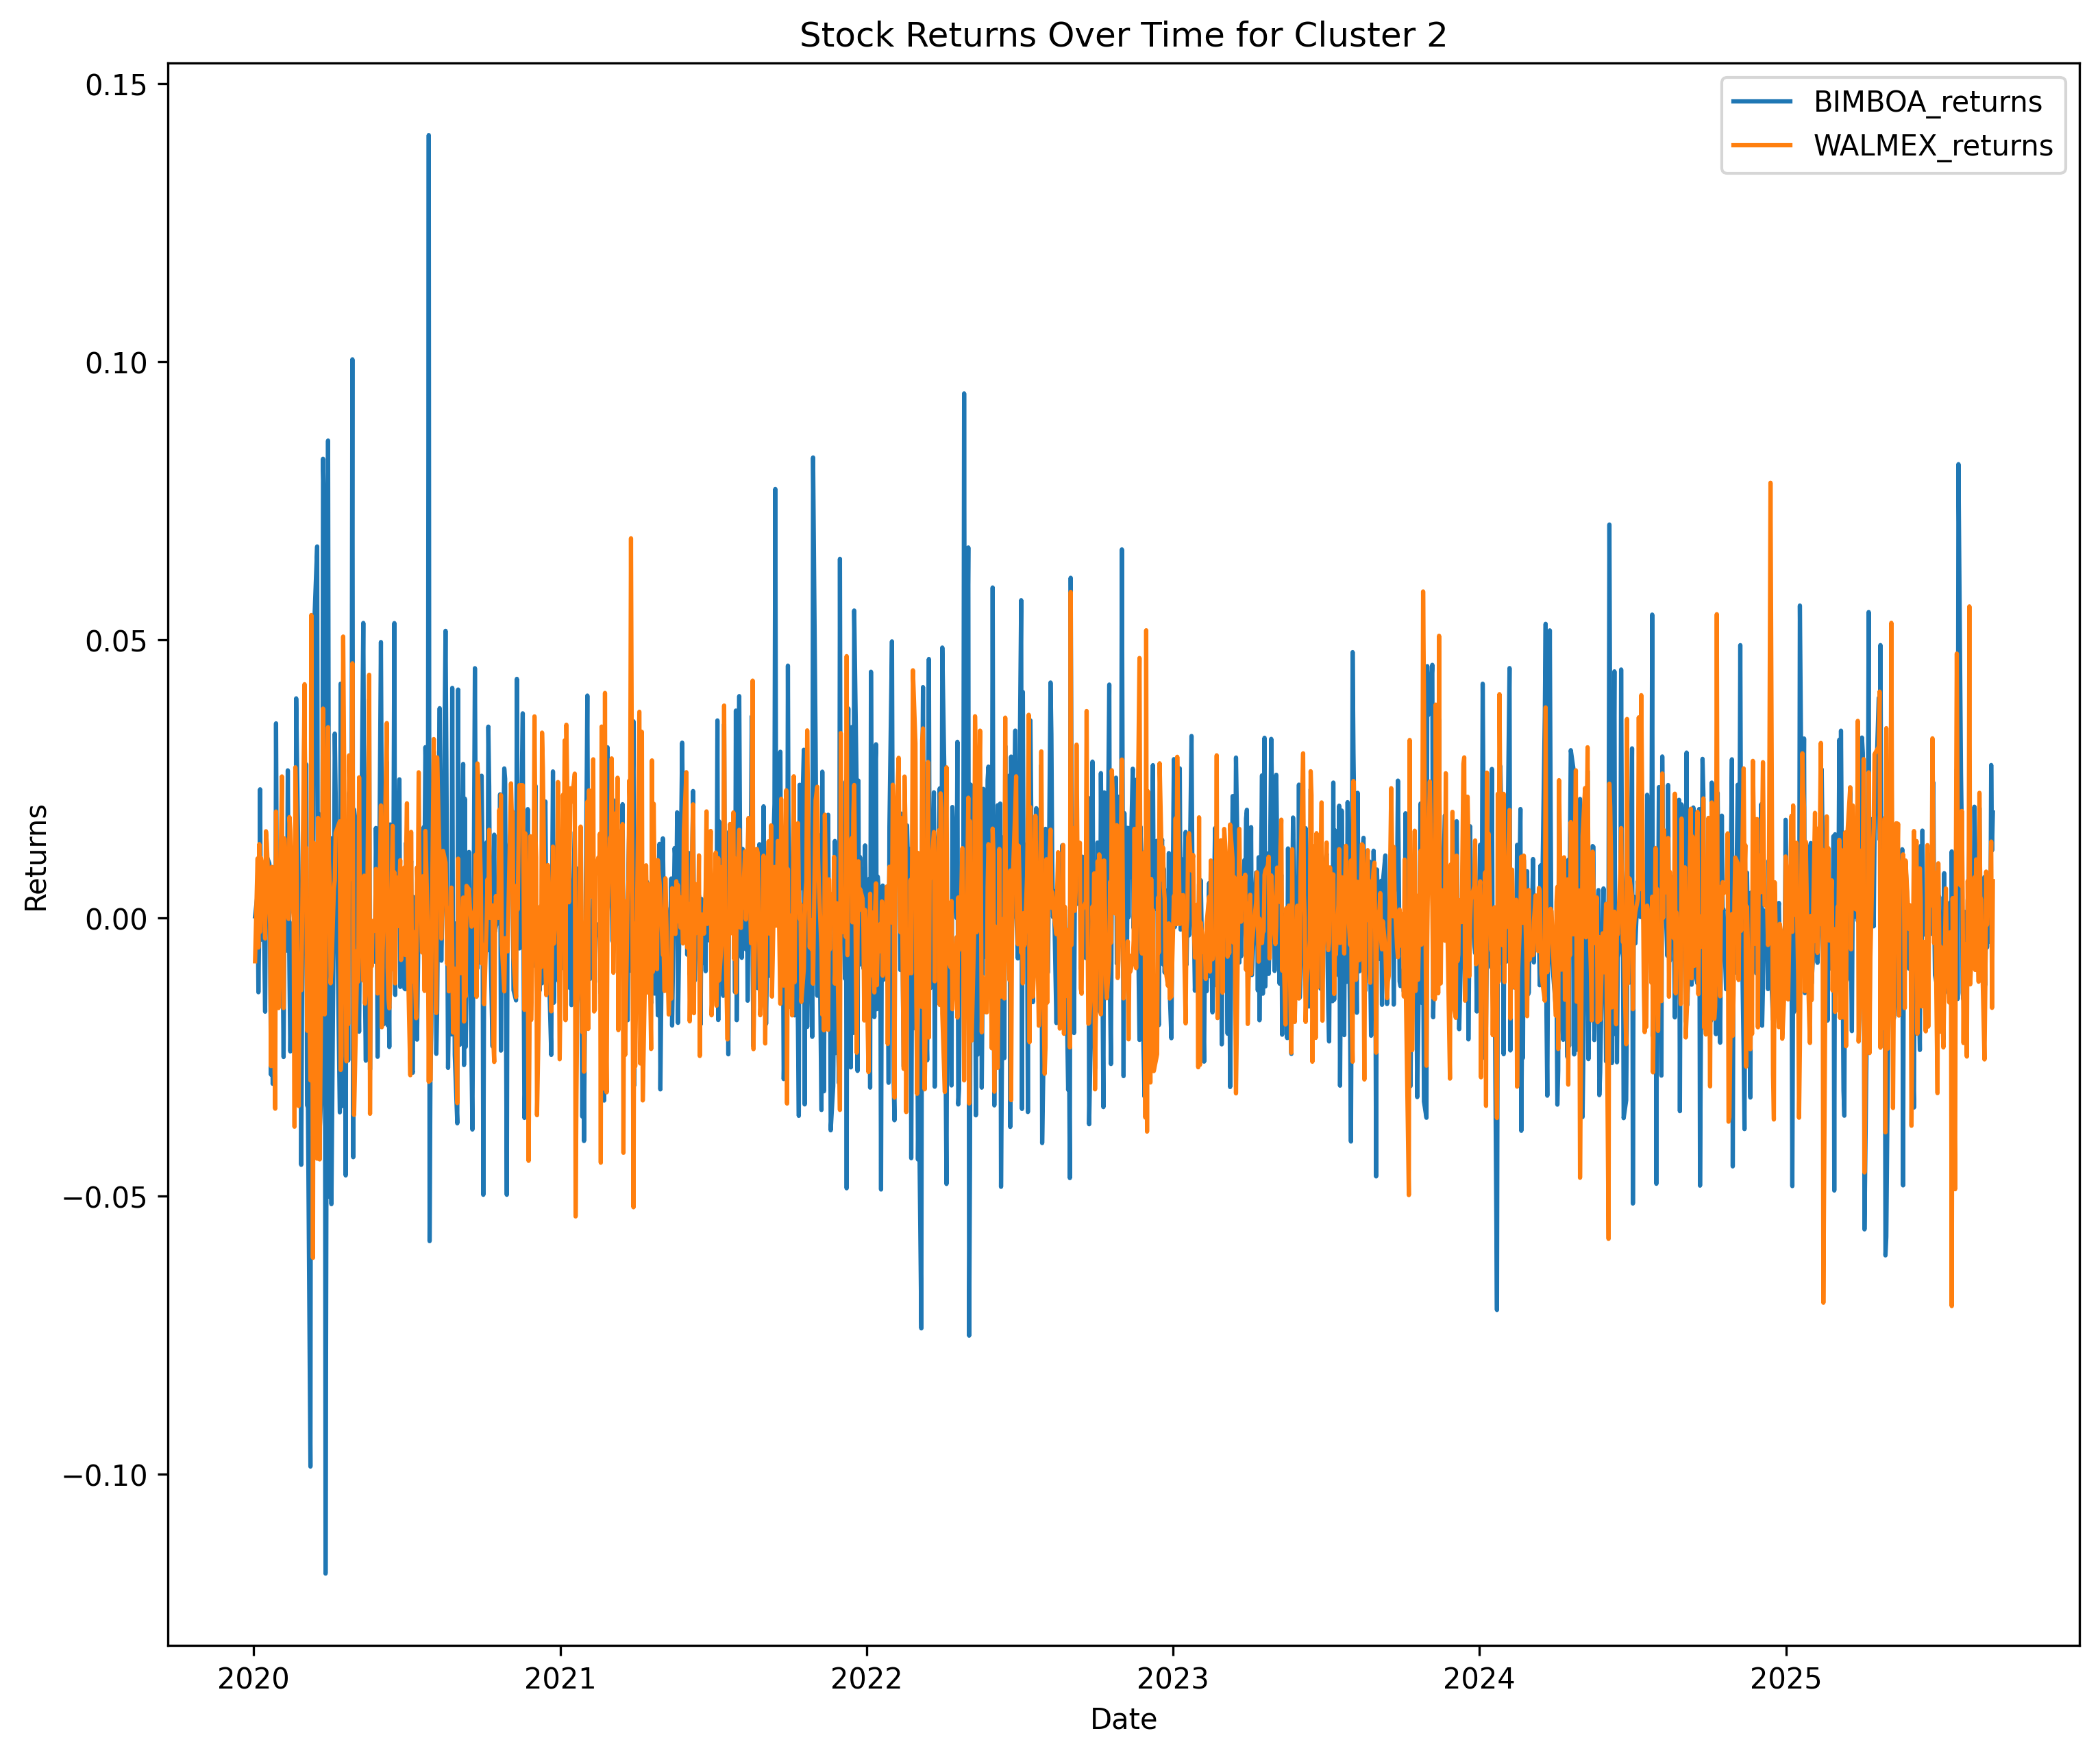 Stock Returns Over Time for Cluster 2
BIMBOA_returns
WALMEX_returns
0.15
0.10
0.05
0.00
−0.05
−0.10
Returns
2020 2021 2022 2023 2024 2025
Date